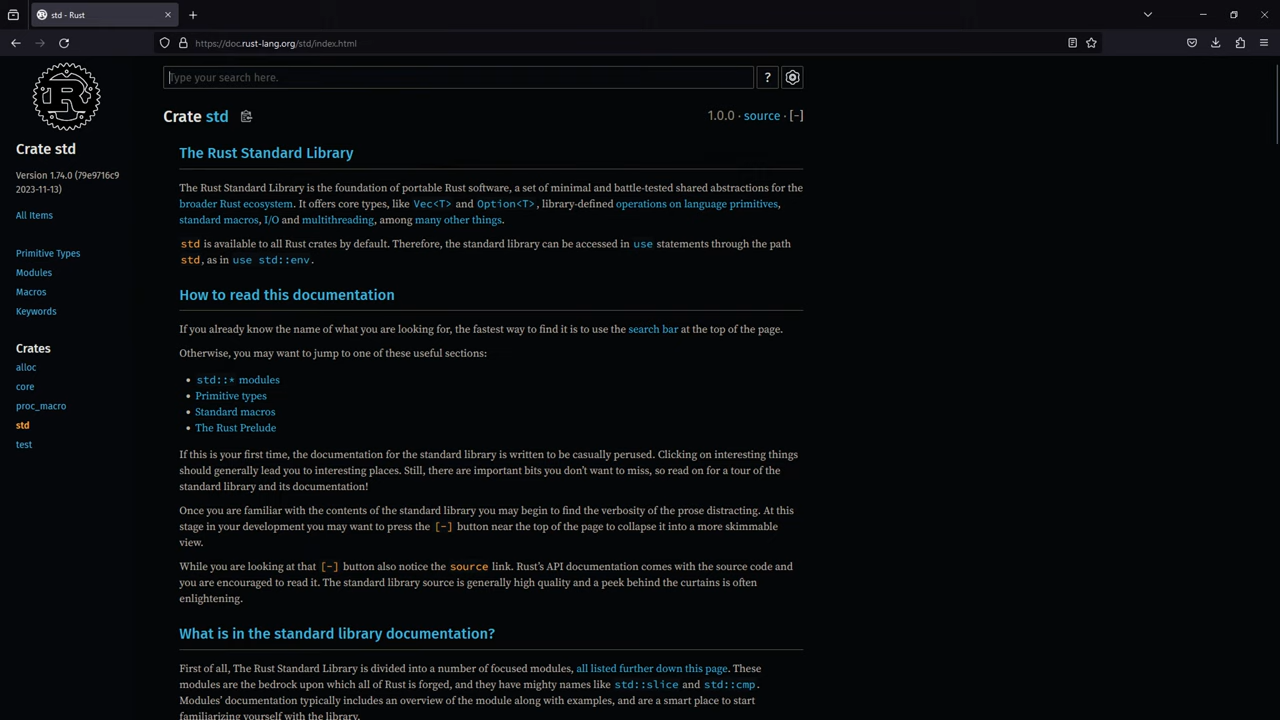 std - Rust
https://doc.rust-lang.org/std/index.html
Type your search here.
?
Crate std
1.0.0 · source · [-]
Crate std
Version 1.74.0 (79e9716c9
2023-11-13)
All Items
Primitive Types
Modules
Macros
Keywords
Crates
alloc
core
proc_macro
std
test
The Rust Standard Library
The Rust Standard Library is the foundation of portable Rust software, a set of minimal and battle-tested shared abstractions for the
broader Rust ecosystem. It offers core types, like Vec<T> and Option<T>, library-defined operations on language primitives,
standard macros, I/O and multithreading, among many other things.
std is available to all Rust crates by default. Therefore, the standard library can be accessed in use statements through the path
std, as in use std::env.
How to read this documentation
If you already know the name of what you are looking for, the fastest way to find it is to use the search bar at the top of the page.
Otherwise, you may want to jump to one of these useful sections:
• std::* modules
• Primitive types
• Standard macros
• The Rust Prelude
If this is your first time, the documentation for the standard library is written to be casually perused. Clicking on interesting things
should generally lead you to interesting places. Still, there are important bits you don't want to miss, so read on for a tour of the
standard library and its documentation!
Once you are familiar with the contents of the standard library you may begin to find the verbosity of the prose distracting. At this
stage in your development you may want to press the [-] button near the top of the page to collapse it into a more skimmable
view.
While you are looking at that [-] button also notice the source link. Rust's API documentation comes with the source code and
you are encouraged to read it. The standard library source is generally high quality and a peek behind the curtains is often
enlightening.
What is in the standard library documentation?
First of all, The Rust Standard Library is divided into a number of focused modules, all listed further down this page. These
modules are the bedrock upon which all of Rust is forged, and they have mighty names like std::slice and std::cmp.
Modules' documentation typically includes an overview of the module along with examples, and are a smart place to start
familiarizing yourself with the library.